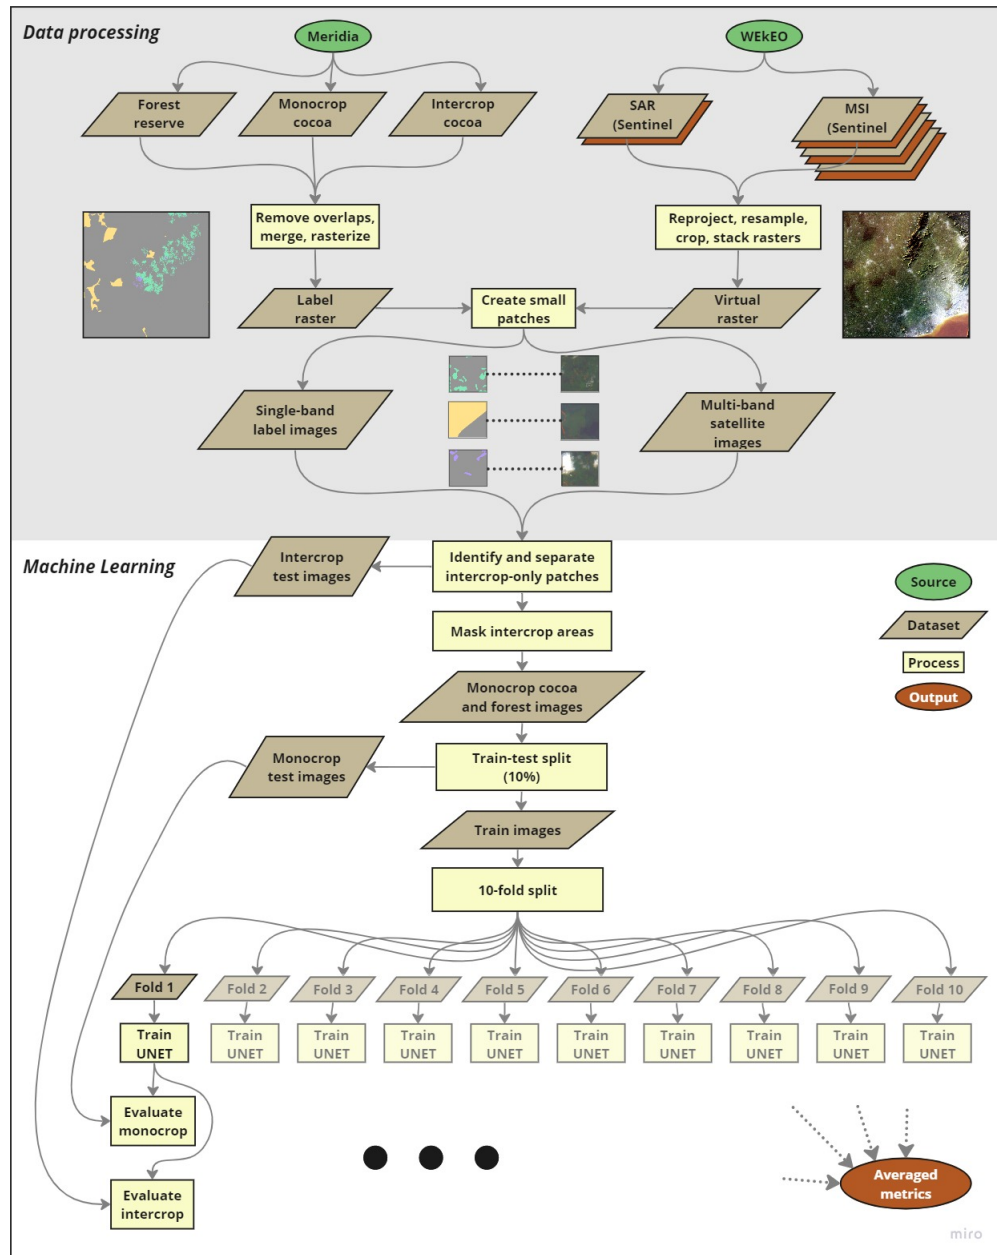 Data processing
Meridia
WEkEO
Forest
reserve
Monocrop
cocoa
Intercrop
cocoa
SAR
(Sentinel
MSI
(Sentinel
Remove overlaps,
merge, rasterize
Reproject, resample,
crop, stack rasters
Label
raster
Create small
patches
Virtual
raster
Single-band
label images
Multi-band
satellite
images
Machine Learning
Intercrop
test images
Identify and separate
intercrop-only patches
Source
Dataset
Process
Output
Mask intercrop areas
Monocrop cocoa
and forest images
Monocrop
test images
Train-test split
(10%)
Train images
10-fold split
Fold 1
Fold 2
Fold 3
Fold 4
Fold 5
Fold 6
Fold 7
Fold 8
Fold 9
Fold 10
Train
UNET
Train
UNET
Train
UNET
Train
UNET
Train
UNET
Train
UNET
Train
UNET
Train
UNET
Train
UNET
Train
UNET
Evaluate
monocrop
Evaluate
intercrop
Averaged
metrics
miro